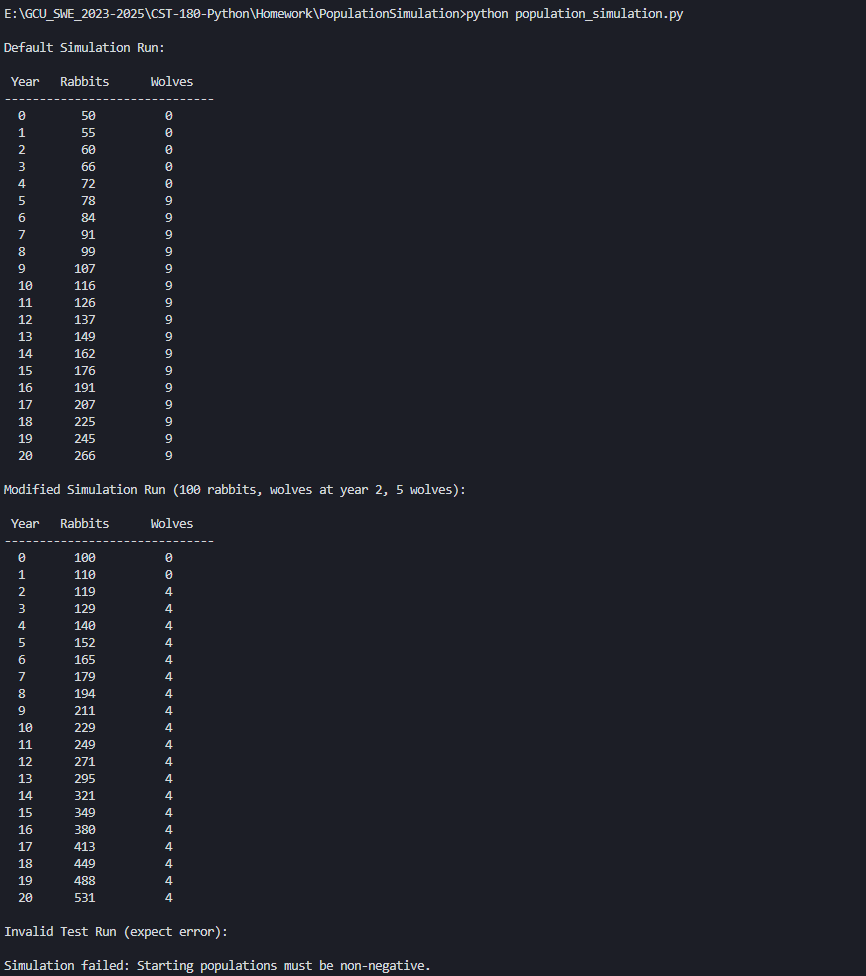 E:\GCU_SWE_2023-2025\CST-180-Python\Homework\PopulationSimulation>python population_simulation.py
Default Simulation Run:
Year Rabbits Wolves
------------------------------
0 50 0
1 55 0
2 60 0
3 66 0
4 72 0
5 78 9
6 84 9
7 91 9
8 99 9
9 107 9
10 116 9
11 126 9
12 137 9
13 149 9
14 162 9
15 176 9
16 191 9
17 207 9
18 225 9
19 245 9
20 266 9
Modified Simulation Run (100 rabbits, wolves at year 2, 5 wolves):
Year Rabbits Wolves
------------------------------
0 100 0
1 110 0
2 119 4
3 129 4
4 140 4
5 152 4
6 165 4
7 179 4
8 194 4
9 211 4
10 229 4
11 249 4
12 271 4
13 295 4
14 321 4
15 349 4
16 380 4
17 413 4
18 449 4
19 488 4
20 531 4
Invalid Test Run (expect error):
Simulation failed: Starting populations must be non-negative.